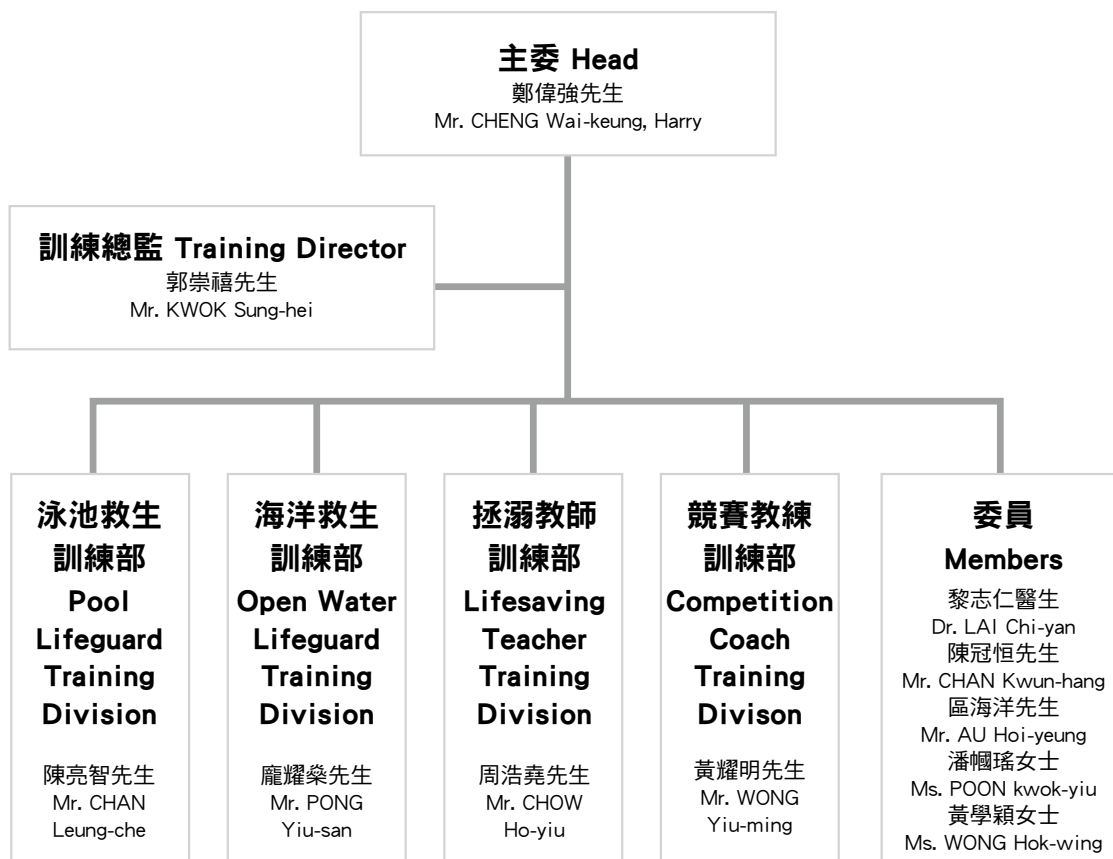 主委 Head
鄭偉強先生
Mr. CHENG Wai-keung, Harry
訓練總監 Training Director
郭崇禧先生
Mr. KWOK Sung-hei
泳池救生
訓練部
Pool
Lifeguard
Training
Division
陳亮智先生
Mr. CHAN
Leung-che
海洋救生
訓練部
Open Water
Lifeguard
Training
Division
龐耀燊先生
Mr. PONG
Yiu-san
拯溺教師
訓練部
Lifesaving
Teacher
Training
Division
周浩堯先生
Mr. CHOW
Ho-yiu
競賽教練
訓練部
Competition
Coach
Training
Divison
黃耀明先生
Mr. WONG
Yiu-ming
委員
Members
黎志仁醫生
Dr. LAI Chi-yan
陳冠恒先生
Mr. CHAN Kwun-hang
區海洋先生
Mr. AU Hoi-yeung
潘幗瑤女士
Ms. POON kwok-yiu
黃學穎女士
Ms. WONG Hok-wing